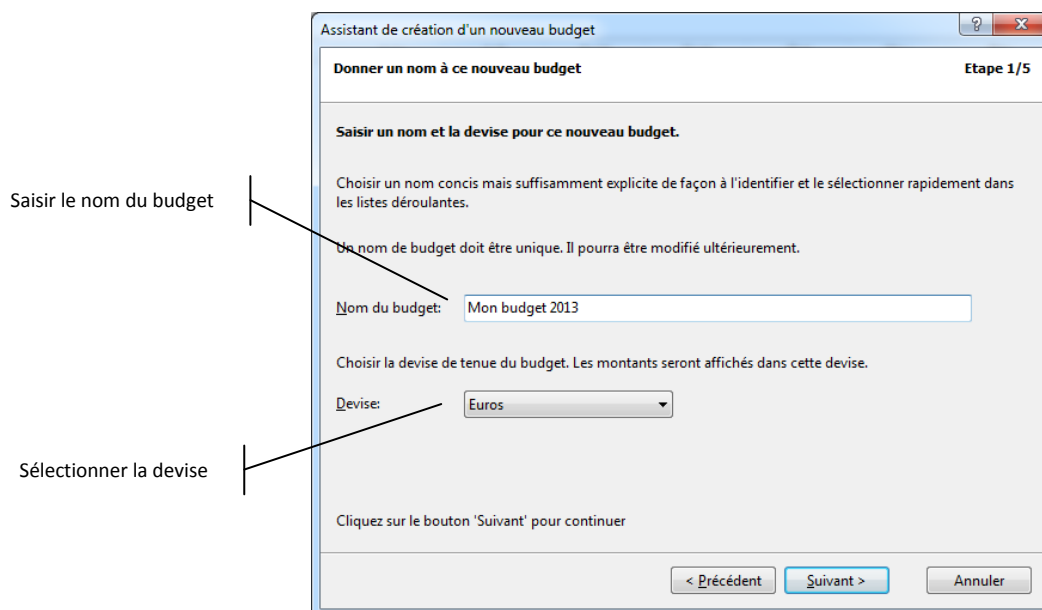 Assistant de création d'un nouveau budget
Donner un nom à ce nouveau budget
Etape 1/5
Saisir un nom et la devise pour ce nouveau budget.
Choisir un nom concis mais suffisamment explicite de façon à l'identifier et le sélectionner rapidement dans
les listes déroulantes.
Saisir le nom du budget
Un nom de budget doit être unique. Il pourra être modifié ultérieurement.
Nom du budget: Mon budget 2013
Choisir la devise de tenue du budget. Les montants seront affichés dans cette devise.
Devise: Euros
Sélectionner la devise
Cliquez sur le bouton 'Suivant' pour continuer
< Précédent Suivant > Annuler